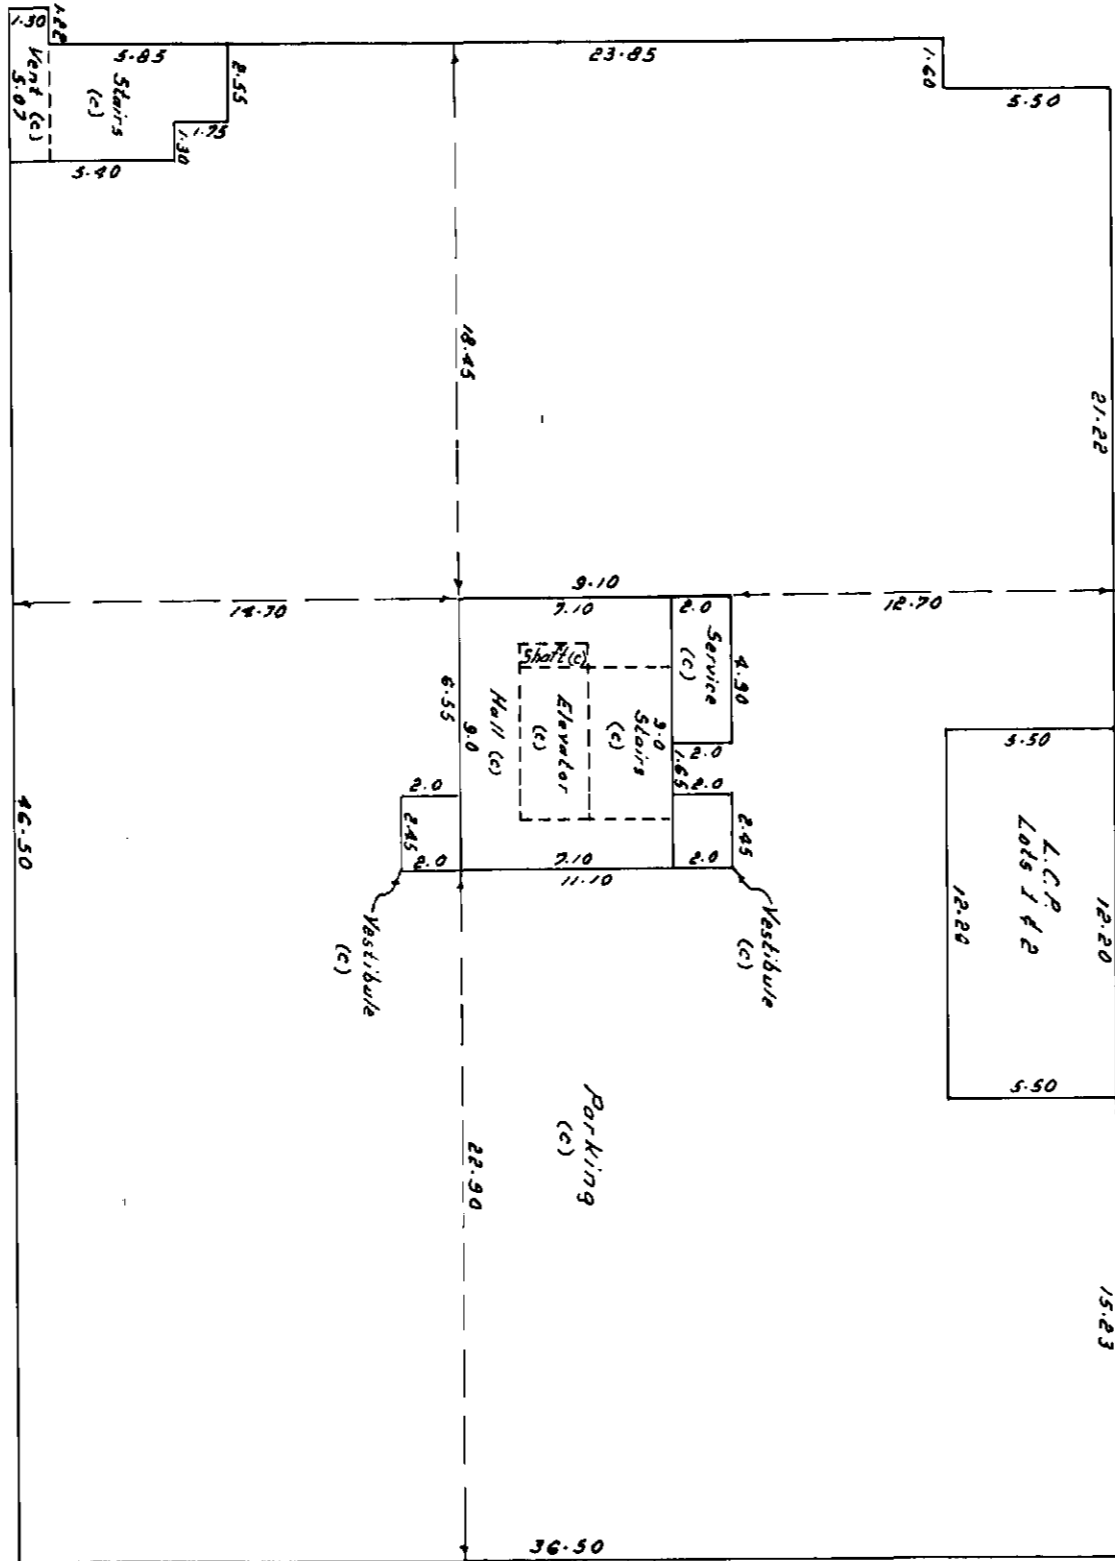 1.30
1.22
Vent (c)
5.07
5.85
Stairs
(c)
2.55
1.75
1.30
5.40
23.85
1.60
5.50
21.22
18.45
14.70
9.10
7.10
2.0
12.70
Shaft (c)
Service
(c)
4.90
6.55
9.0
Hall (c)
Elevator
(c)
9.0
Stairs
(c)
2.0
1.65
2.0
2.0
2.45
2.0
7.10
2.0
2.45
11.10
Vestibule
(c)
Vestibule
(c)
5.50
L.C.P.
Lots 1 & 2
12.20
12.20
5.50
46.50
Parking
(c)
22.90
15.23
36.50